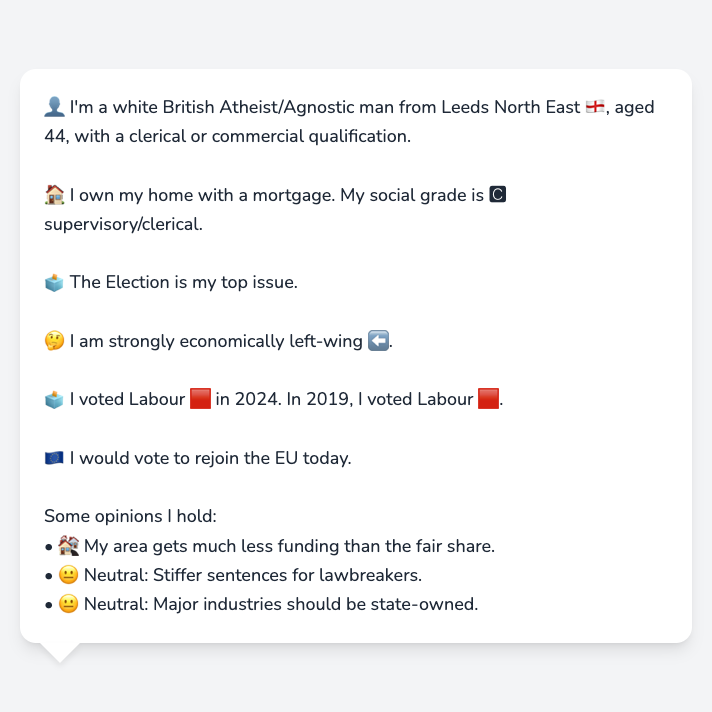 👤 I'm a white British Atheist/Agnostic man from Leeds North East 🏴󠁧󠁢󠁥󠁮󠁧󠁿, aged
44, with a clerical or commercial qualification.
🏠 I own my home with a mortgage. My social grade is 🅲
supervisory/clerical.
🗳️ The Election is my top issue.
🤔 I am strongly economically left-wing ⬅️.
🗳️ I voted Labour 🟥 in 2024. In 2019, I voted Labour 🟥.
🇪🇺 I would vote to rejoin the EU today.
Some opinions I hold:
• 🏚️ My area gets much less funding than the fair share.
• 😐 Neutral: Stiffer sentences for lawbreakers.
• 😐 Neutral: Major industries should be state-owned.